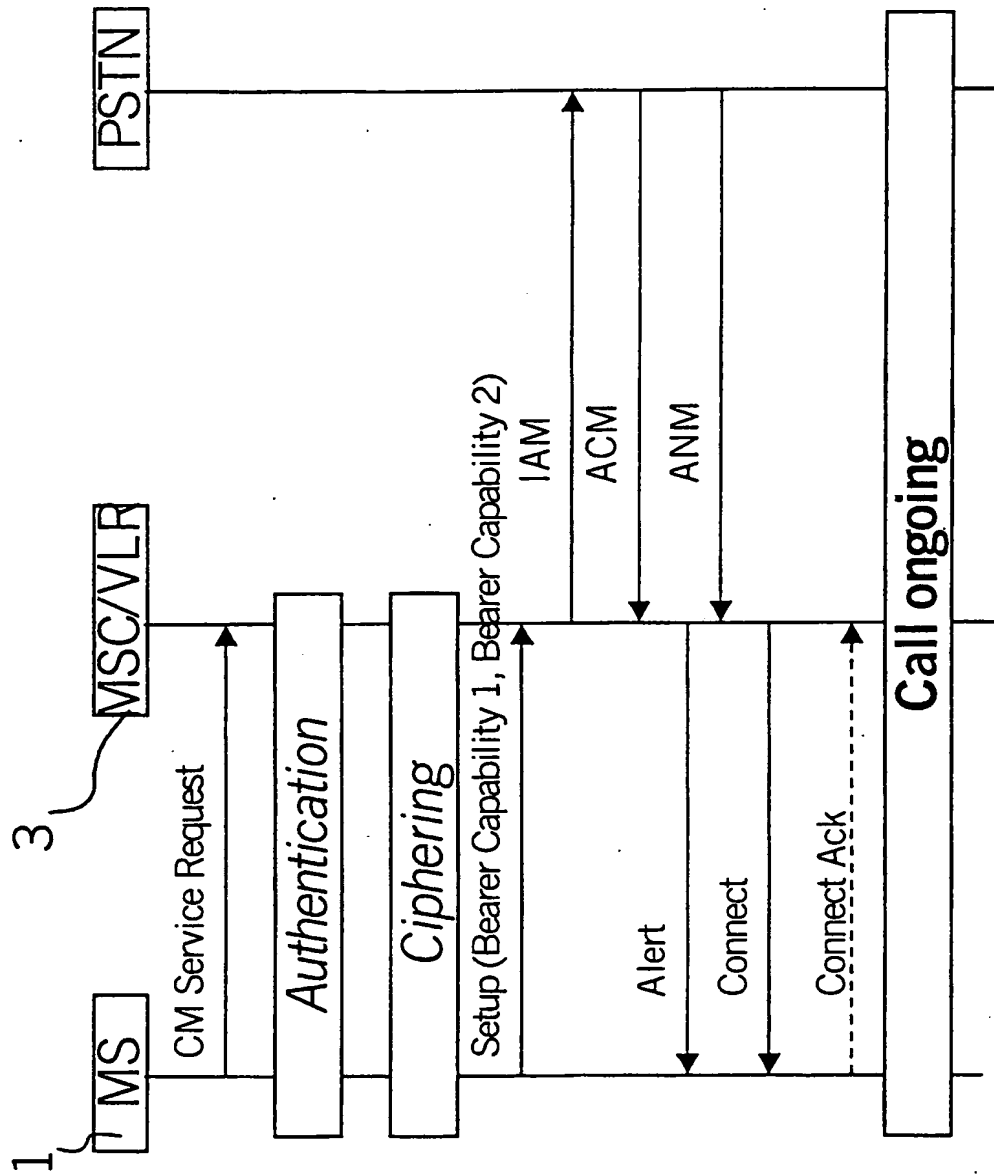 1
3
MS
MSC/VLR
PSTN
CM Service Request
Authentication
Ciphering
Setup (Bearer Capability 1, Bearer Capability 2)
IAM
ACM
Alert
ANM
Connect
Connect Ack
Call ongoing